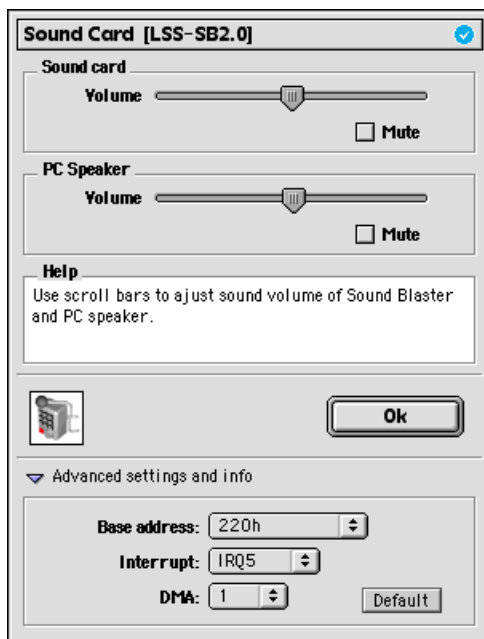 Sound Card [LSS-SB2.0]
Sound card
Volume
Mute
PC Speaker
Volume
Mute
Help
Use scroll bars to ajust sound volume of Sound Blaster
and PC speaker.
Ok
Advanced settings and info
Base address: 220h
Interrupt: IRQ5
DMA: 1
Default